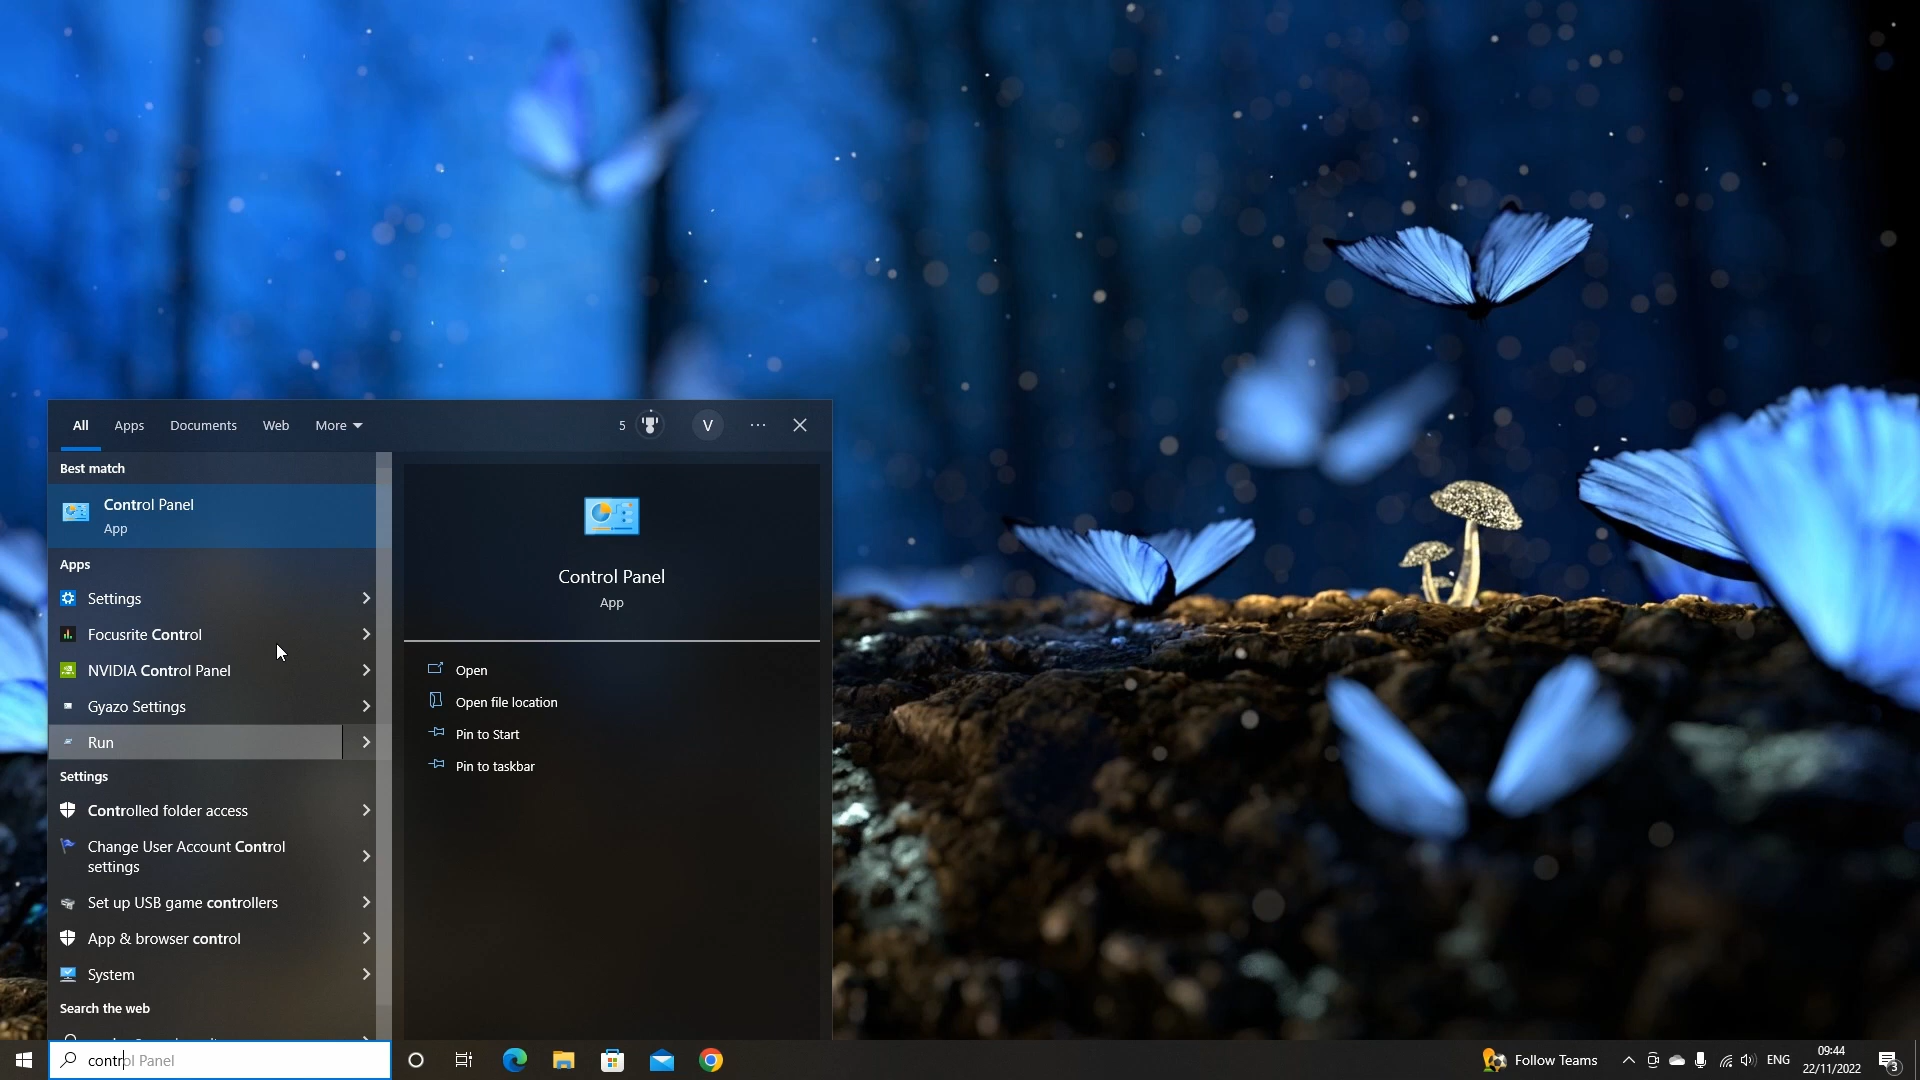 All Apps Documents Web More 5 V ...
Best match
Control Panel
App
Apps
Settings
Focusrite Control
NVIDIA Control Panel
Gyazo Settings
Run
Settings
Controlled folder access
Change User Account Control
settings
Set up USB game controllers
App & browser control
System
Search the web
Control Panel
App
Open
Open file location
Pin to Start
Pin to taskbar
control Panel
Follow Teams ENG
09:44
22/11/2022
3